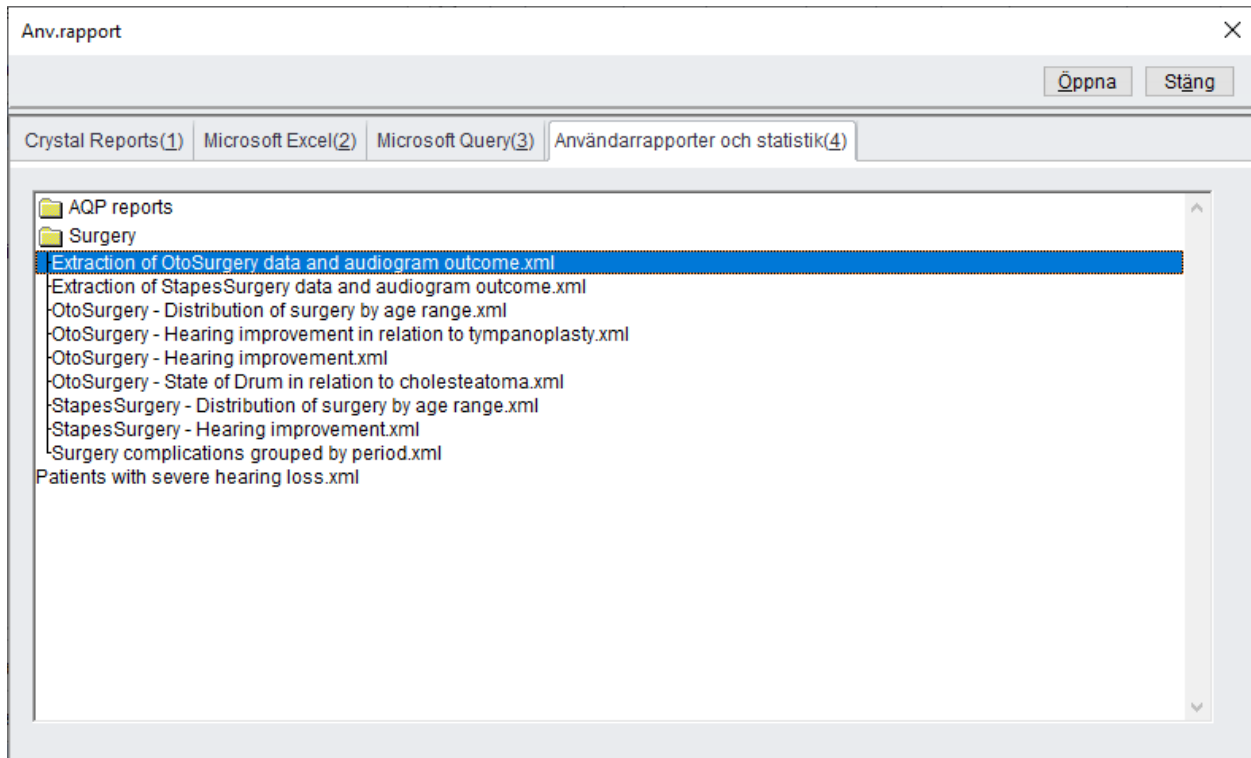 Anv.rapport
Öppna Stäng
Crystal Reports(1) Microsoft Excel(2) Microsoft Query(3) Användarrapporter och statistik(4)
AQP reports
Surgery
Extraction of OtoSurgery data and audiogram outcome.xml
Extraction of StapesSurgery data and audiogram outcome.xml
OtoSurgery - Distribution of surgery by age range.xml
OtoSurgery - Hearing improvement in relation to tympanoplasty.xml
OtoSurgery - Hearing improvement.xml
OtoSurgery - State of Drum in relation to cholesteatoma.xml
StapesSurgery - Distribution of surgery by age range.xml
StapesSurgery - Hearing improvement.xml
Surgery complications grouped by period.xml
Patients with severe hearing loss.xml